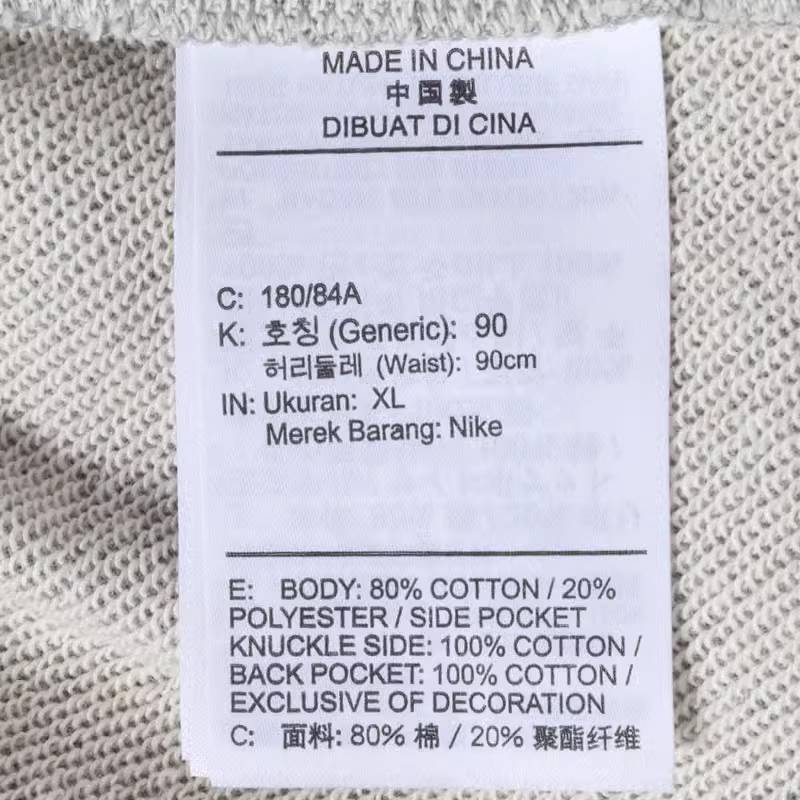 MADE IN CHINA
中国製
DIBUAT DI CINA
C: 180/84A
K: 호칭 (Generic): 90
허리둘레 (Waist): 90cm
IN: Ukuran: XL
Merek Barang: Nike
E: BODY: 80% COTTON / 20%
POLYESTER / SIDE POCKET
KNUCKLE SIDE: 100% COTTON /
BACK POCKET: 100% COTTON /
EXCLUSIVE OF DECORATION
C: 面料: 80% 棉 / 20% 聚酯纤维